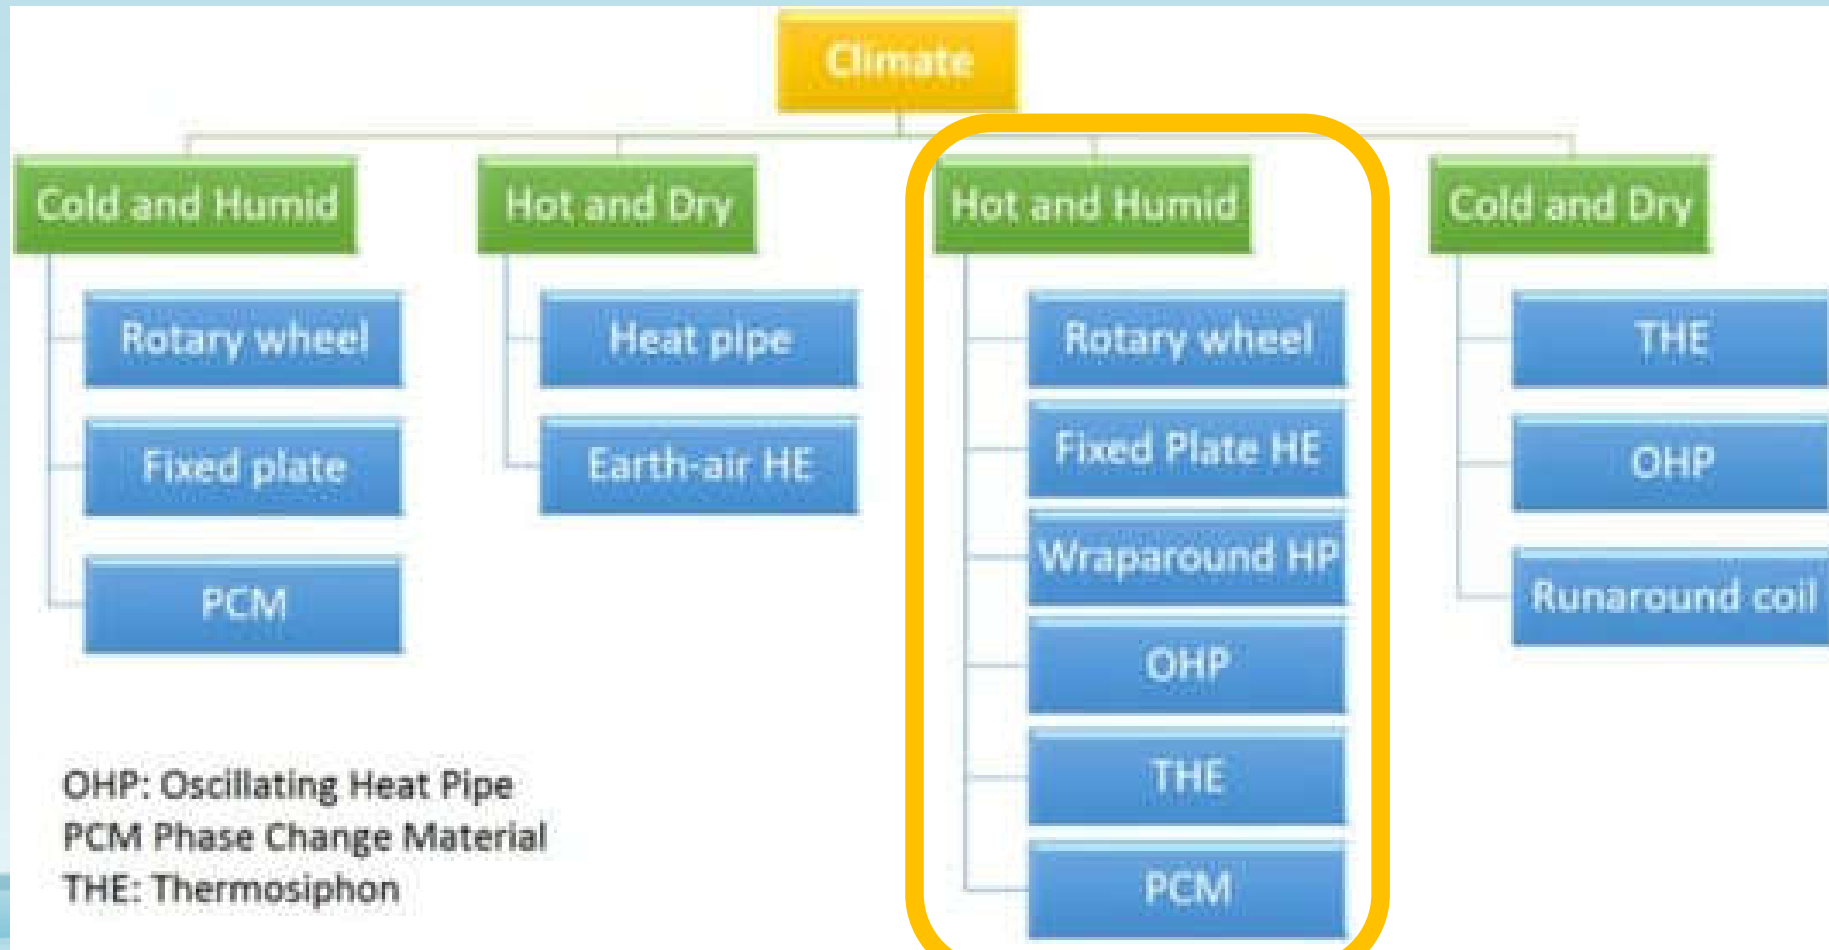 Climate
Cold and Humid
Rotary wheel
Fixed plate
PCM
Hot and Dry
Heat pipe
Earth-air HE
Hot and Humid
Rotary wheel
Fixed Plate HE
Wraparound HP
OHP
THE
PCM
Cold and Dry
THE
OHP
Runaround coil
OHP: Oscillating Heat Pipe
PCM Phase Change Material
THE: Thermosiphon